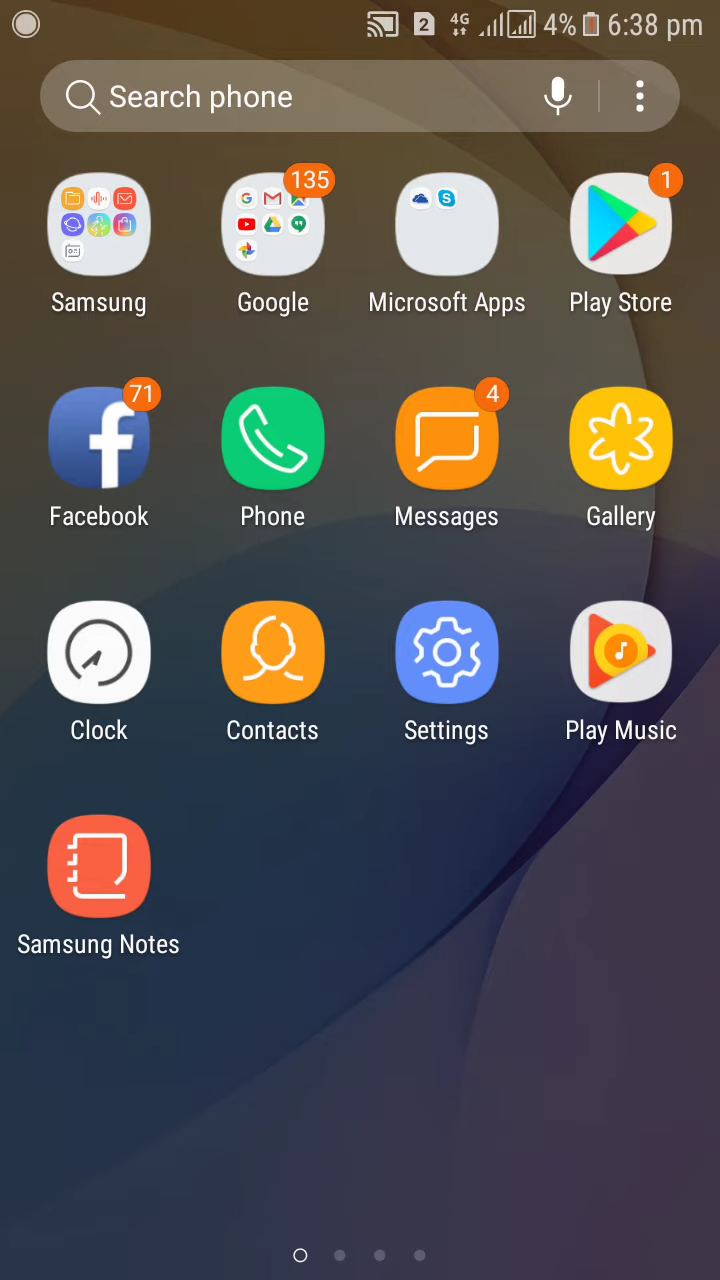 2 4G 4% 6:38 pm
Search phone
135 1
Samsung Google Microsoft Apps Play Store
71 4
Facebook Phone Messages Gallery
Clock Contacts Settings Play Music
Samsung Notes